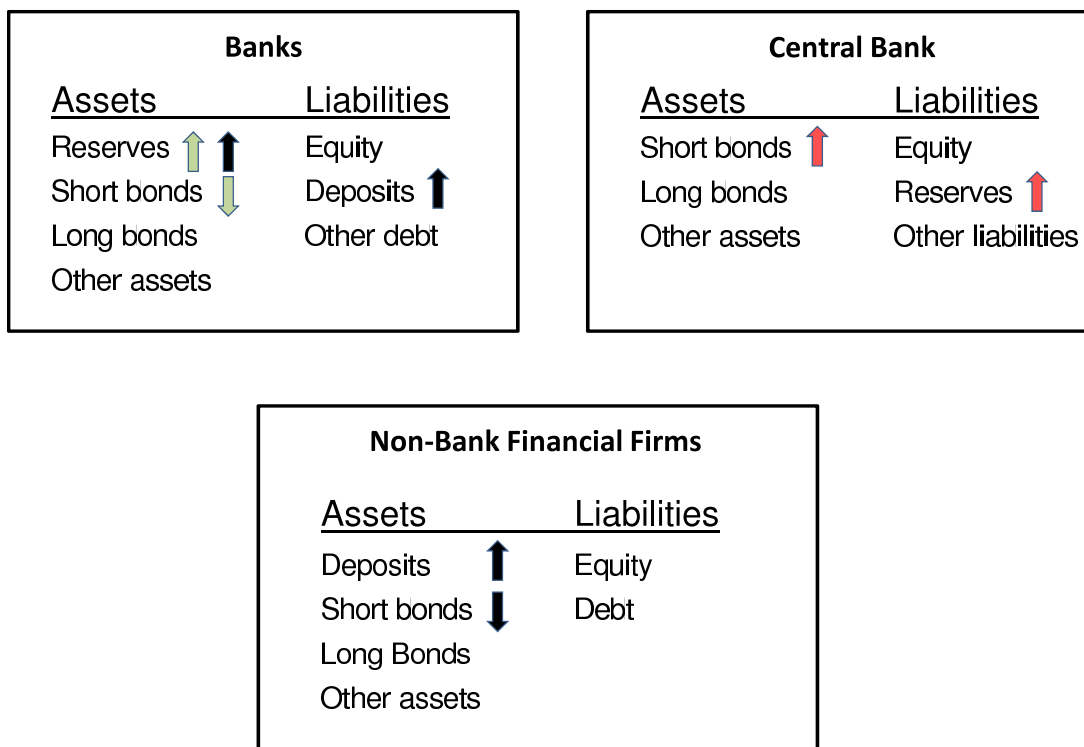 Banks
Assets Liabilities
Reserves Equity
Short bonds Deposits
Long bonds Other debt
Other assets
Central Bank
Assets Liabilities
Short bonds Equity
Long bonds Reserves
Other assets Other liabilities
Non-Bank Financial Firms
Assets Liabilities
Deposits Equity
Short bonds Debt
Long Bonds
Other assets